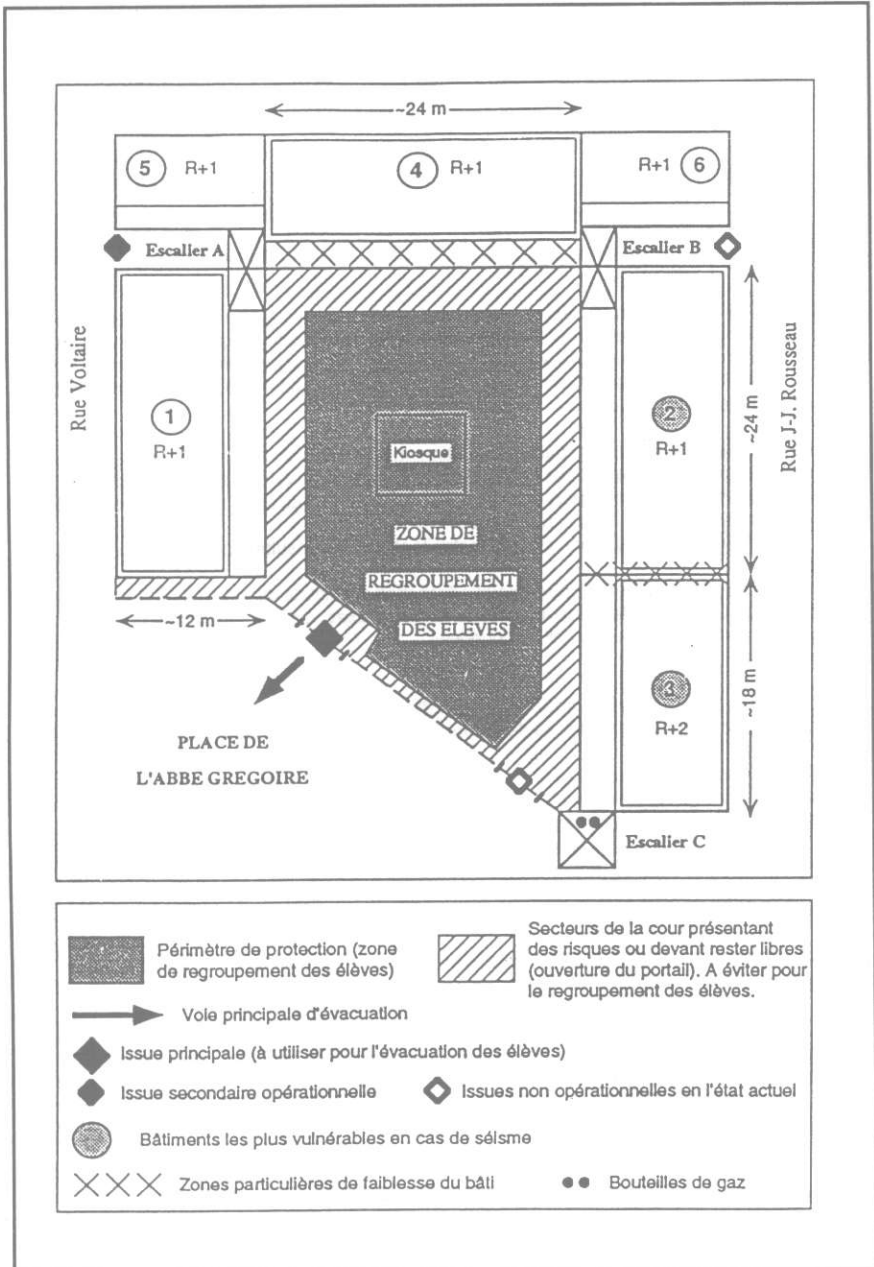 ~24 m
5 R+1
4 R+1
R+1 6
Escalier A
Escalier B
Rue Voltaire
1
R+1
Kiosque
ZONE DE
REGROUPEMENT
DES ELEVES
2
R+1
~24 m
Rue J-J. Rousseau
~12 m
3
R+2
~18 m
PLACE DE
L'ABBE GREGOIRE
Escalier C
Périmètre de protection (zone
de regroupement des élèves)
Secteurs de la cour présentant
des risques ou devant rester libres
(ouverture du portail). A éviter pour
le regroupement des élèves.
Voie principale d'évacuation
Issue principale (à utiliser pour l'évacuation des élèves)
Issue secondaire opérationnelle
Issues non opérationnelles en l'état actuel
Bâtiments les plus vulnérables en cas de séisme
Zones particulières de faiblesse du bâti
Bouteilles de gaz